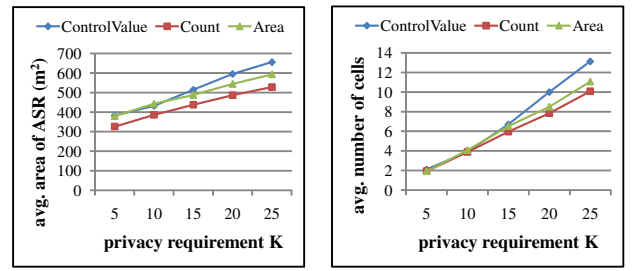 ControlValue Count Area
avg. area of ASR (m²)
700
600
500
400
300
200
100
0
5 10 15 20 25
privacy requirement K
ControlValue Count Area
avg. number of cells
14
12
10
8
6
4
2
0
5 10 15 20 25
privacy requirement K